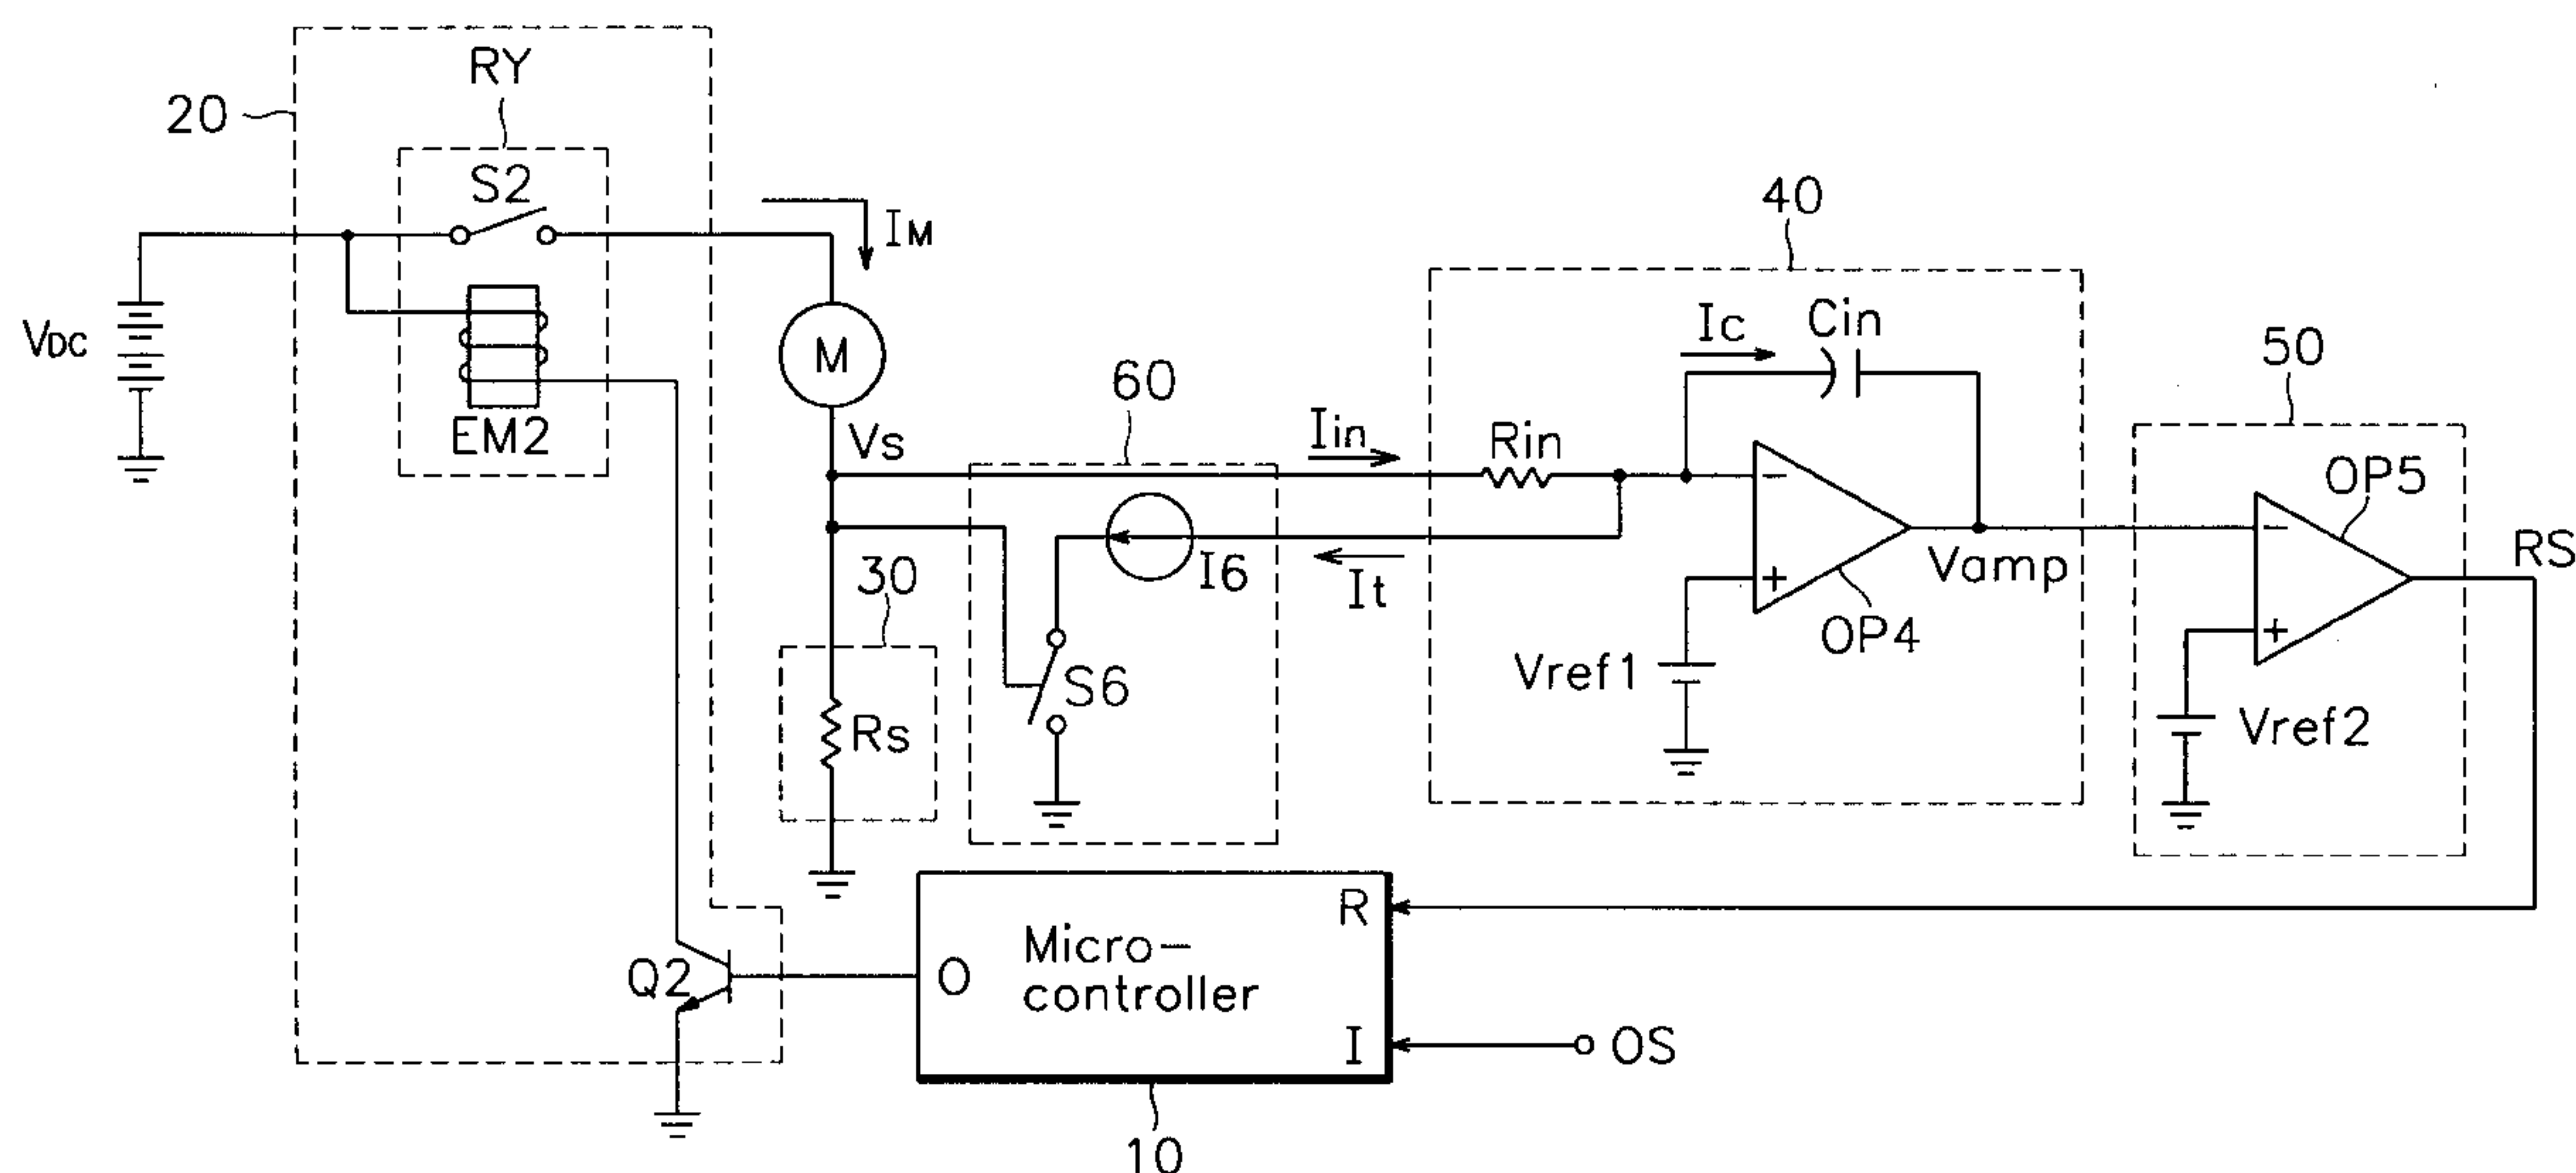 RY
20
S2
IM
40
Ic
Cin
VDC
M
50
60
EM2
Vs
Iin
Rin
−
OP5
−
RS
I6
30
It
+
Vamp
OP4
+
Vref1
S6
Rs
Vref2
R
Micro-
controller
Q2
O
I
OS
10